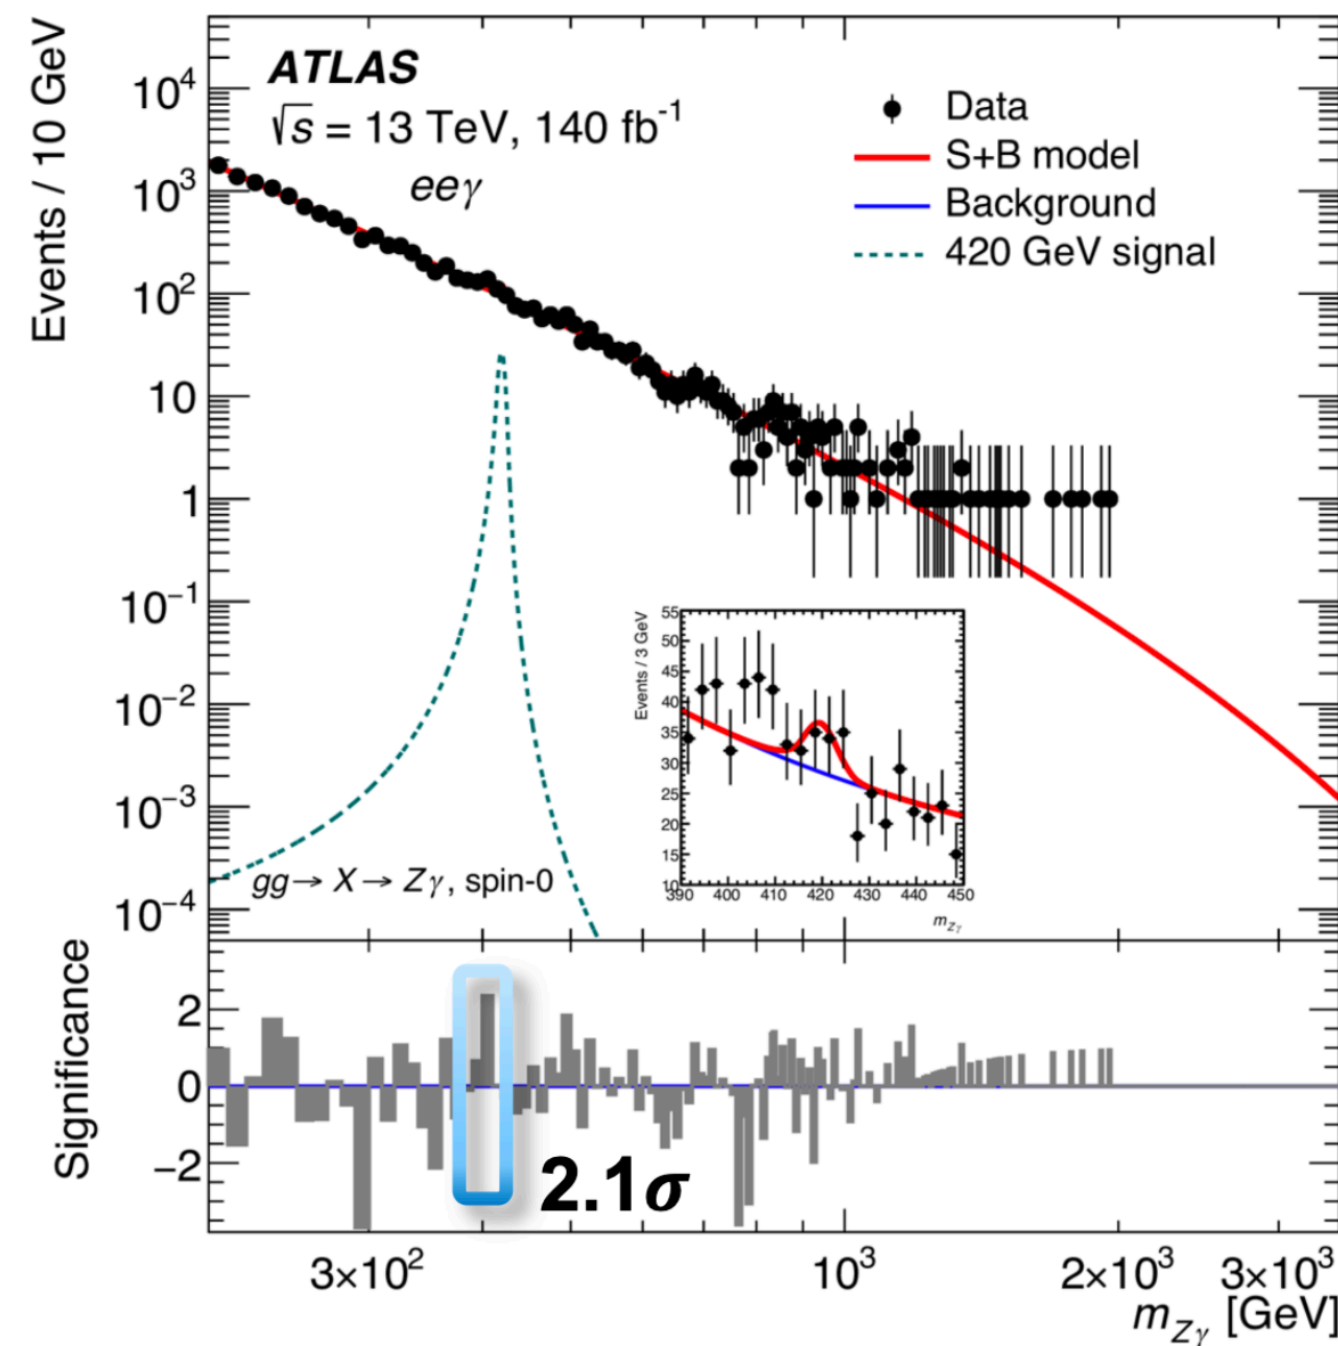 ATLAS
√s = 13 TeV, 140 fb⁻¹
eeγ
Data
S+B model
Background
420 GeV signal
Events / 10 GeV
10⁴
10³
10²
10
1
10⁻¹
10⁻²
10⁻³
10⁻⁴
gg→ X→ Zγ, spin-0
Events / 3 GeV
55
50
45
40
35
30
25
20
15
10
390 400 410 420 430 440 450
m_Zγ
Significance
2
0
−2
2.1σ
3×10² 10³ 2×10³ 3×10³
m_Zγ [GeV]